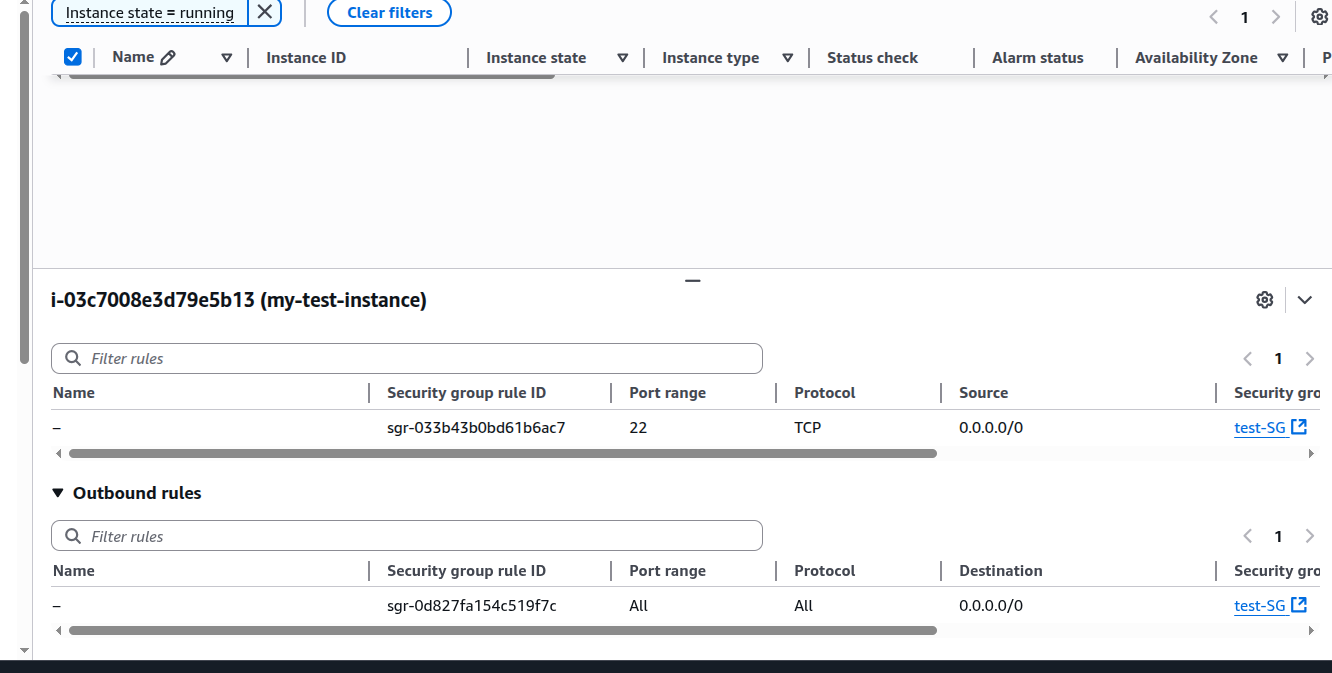 Instance state = running Clear filters 1
Name Instance ID Instance state Instance type Status check Alarm status Availability Zone P
i-03c7008e3d79e5b13 (my-test-instance)
Filter rules 1
Name Security group rule ID Port range Protocol Source Security gro
– sgr-033b43b0bd61b6ac7 22 TCP 0.0.0.0/0 test-SG
Outbound rules
Filter rules 1
Name Security group rule ID Port range Protocol Destination Security gro
– sgr-0d827fa154c519f7c All All 0.0.0.0/0 test-SG